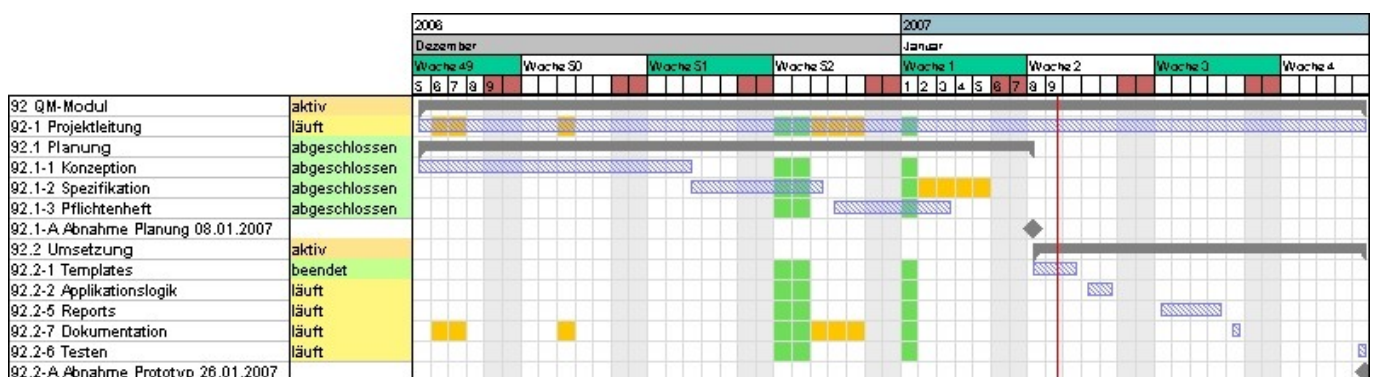 2006 2007
Dezember Januar
Woche 49 Woche 50 Woche 51 Woche 52 Woche 1 Woche 2 Woche 3 Woche 4
5 6 7 8 9 1 2 3 4 5 6 7 8 9
92 QM-Modul aktiv
92-1 Projektleitung läuft
92.1 Planung abgeschlossen
92.1-1 Konzeption abgeschlossen
92.1-2 Spezifikation abgeschlossen
92.1-3 Pflichtenheft abgeschlossen
92.1-A Abnahme Planung 08.01.2007
92.2 Umsetzung aktiv
92.2-1 Templates beendet
92.2-2 Applikationslogik läuft
92.2-5 Reports läuft
92.2-7 Dokumentation läuft
92.2-6 Testen läuft
92.2-A Abnahme Prototyp 26.01.2007